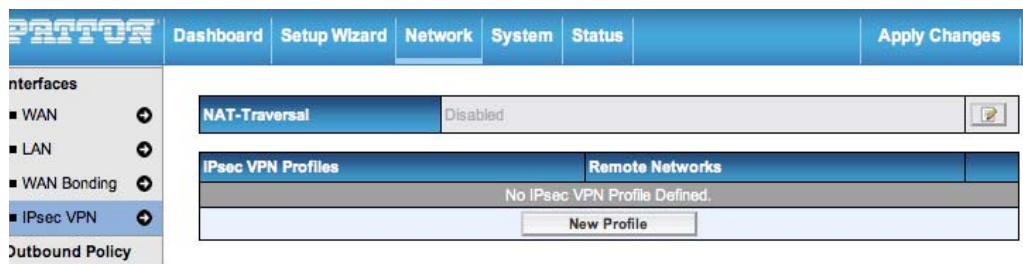 PATTON
Dashboard Setup Wizard Network System Status Apply Changes
nterfaces
WAN
LAN
WAN Bonding
IPsec VPN
Outbound Policy
NAT-Traversal Disabled
IPsec VPN Profiles Remote Networks
No IPsec VPN Profile Defined.
New Profile